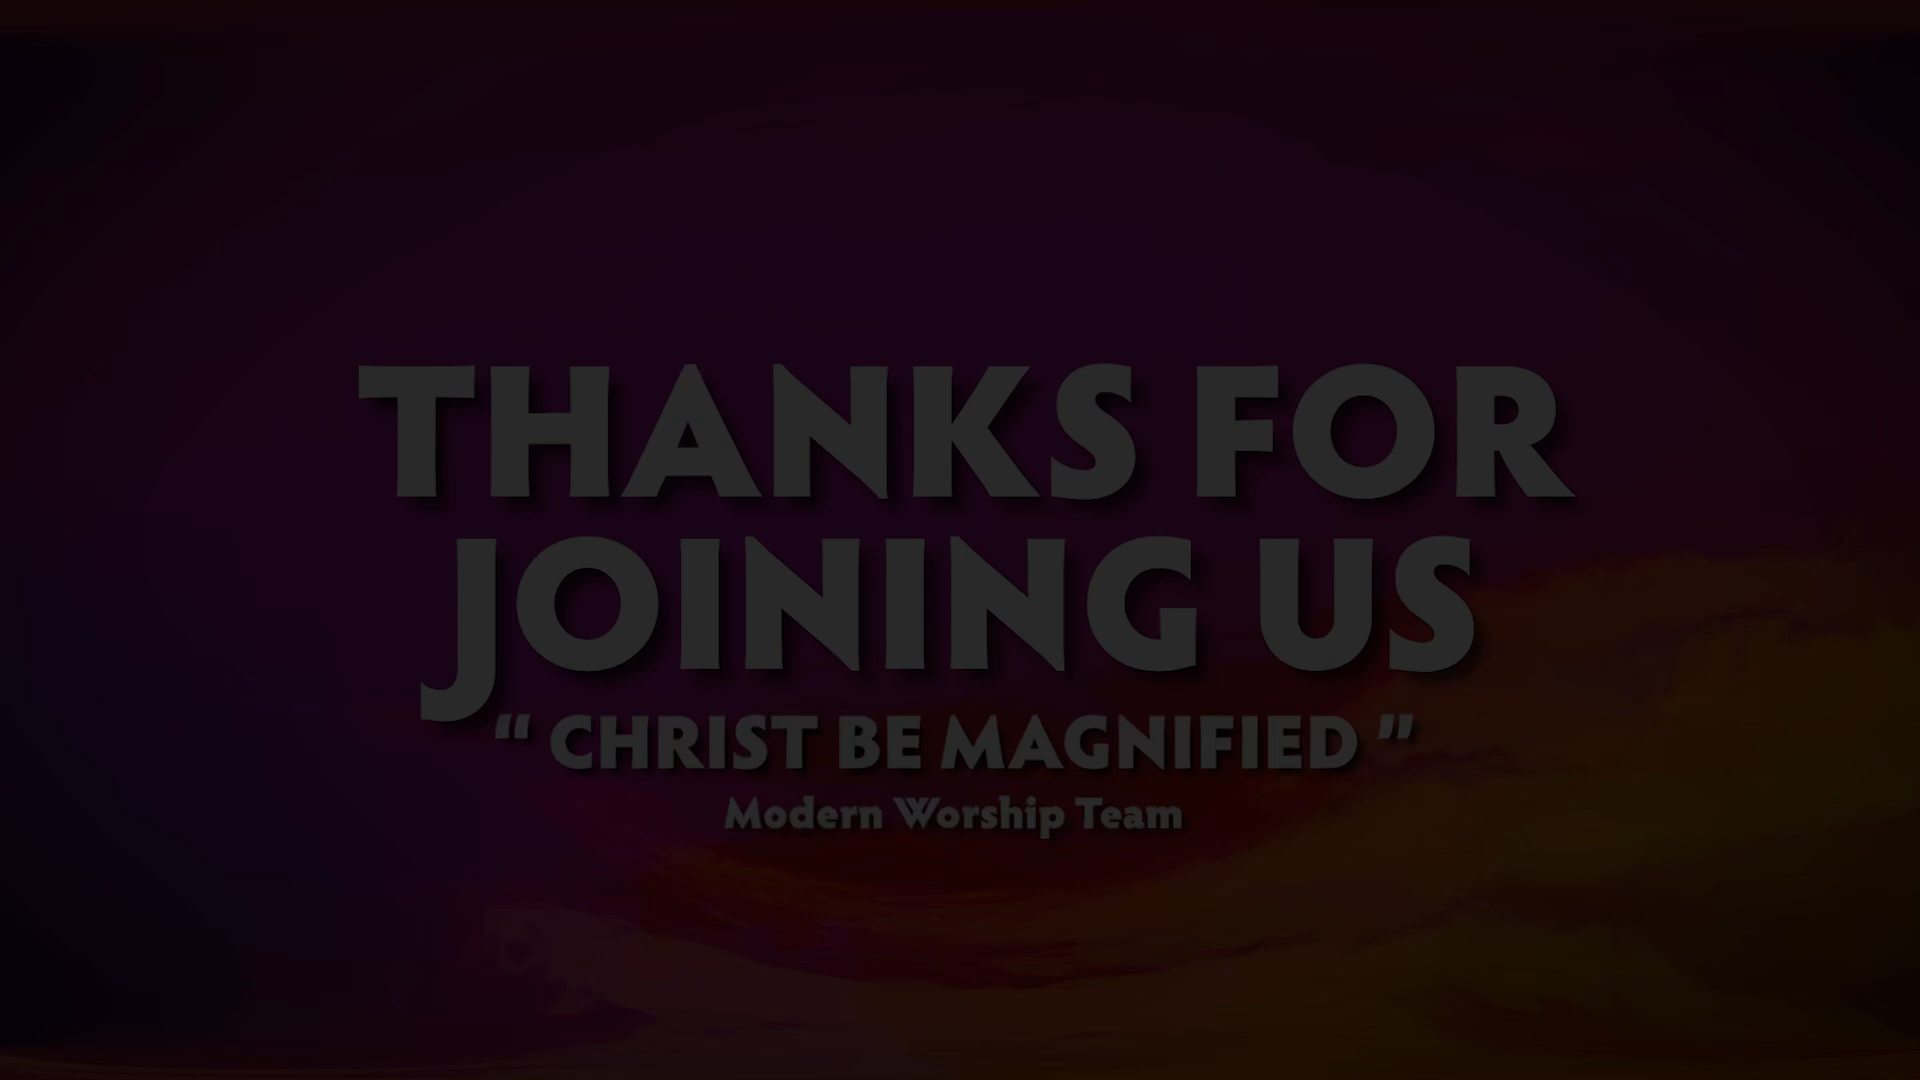 THANKS FOR
JOINING US
“ CHRIST BE MAGNIFIED ”
Modern Worship Team